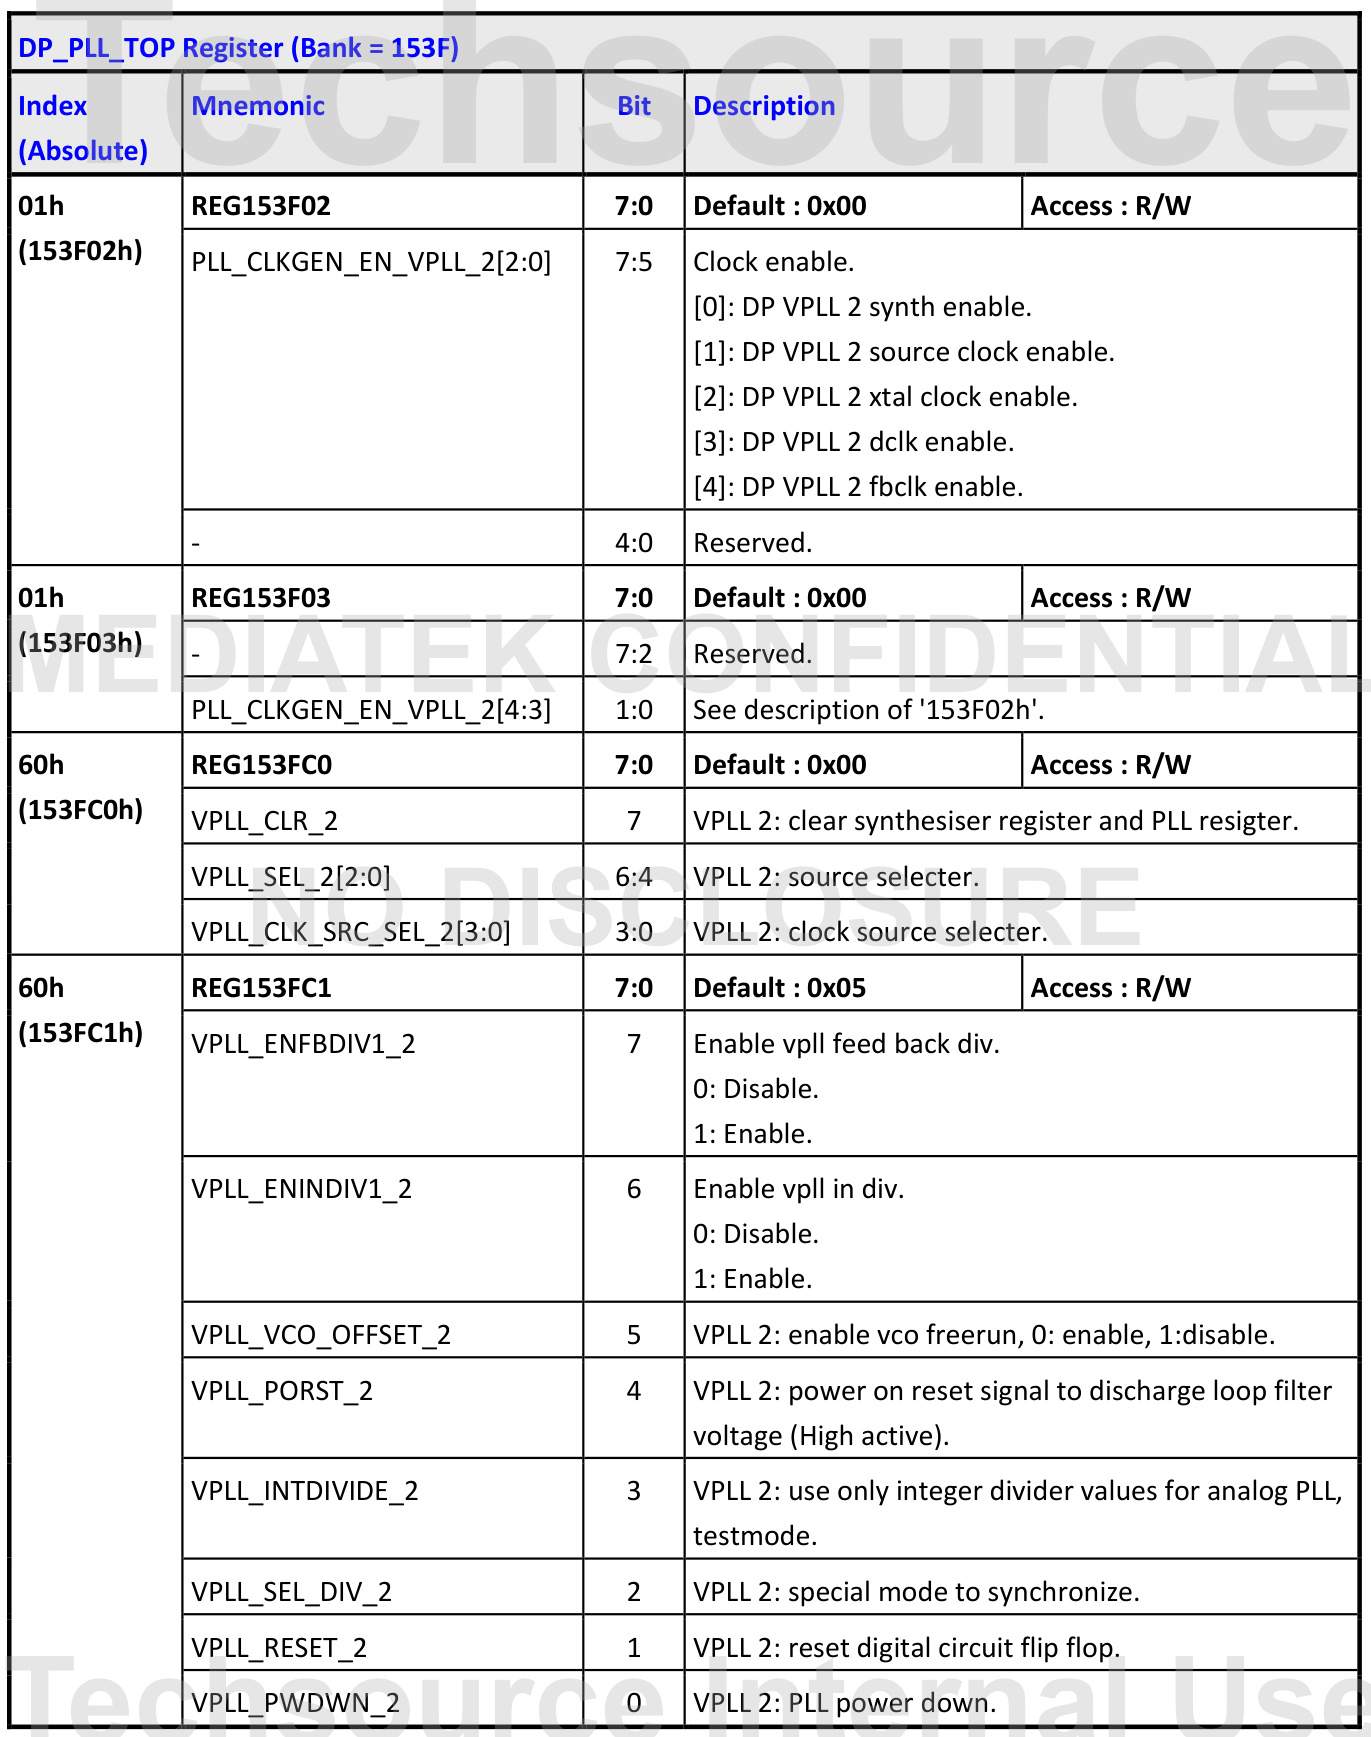 Techsource
DP_PLL_TOP Register (Bank = 153F)
Index (Absolute) Mnemonic Bit Description
01h (153F02h) REG153F02 7:0 Default : 0x00 Access : R/W
PLL_CLKGEN_EN_VPLL_2[2:0] 7:5 Clock enable.
[0]: DP VPLL 2 synth enable.
[1]: DP VPLL 2 source clock enable.
[2]: DP VPLL 2 xtal clock enable.
[3]: DP VPLL 2 dclk enable.
[4]: DP VPLL 2 fbclk enable.
- 4:0 Reserved.
01h (153F03h) REG153F03 7:0 Default : 0x00 Access : R/W
MEDIATEK CONFIDENTIAL
- 7:2 Reserved.
PLL_CLKGEN_EN_VPLL_2[4:3] 1:0 See description of '153F02h'.
60h (153FC0h) REG153FC0 7:0 Default : 0x00 Access : R/W
VPLL_CLR_2 7 VPLL 2: clear synthesiser register and PLL resigter.
VPLL_SEL_2[2:0] 6:4 VPLL 2: source selecter.
NO DISCLOSURE
VPLL_CLK_SRC_SEL_2[3:0] 3:0 VPLL 2: clock source selecter.
60h (153FC1h) REG153FC1 7:0 Default : 0x05 Access : R/W
VPLL_ENFBDIV1_2 7 Enable vpll feed back div.
0: Disable.
1: Enable.
VPLL_ENINDIV1_2 6 Enable vpll in div.
0: Disable.
1: Enable.
VPLL_VCO_OFFSET_2 5 VPLL 2: enable vco freerun, 0: enable, 1:disable.
VPLL_PORST_2 4 VPLL 2: power on reset signal to discharge loop filter
voltage (High active).
VPLL_INTDIVIDE_2 3 VPLL 2: use only integer divider values for analog PLL,
testmode.
VPLL_SEL_DIV_2 2 VPLL 2: special mode to synchronize.
VPLL_RESET_2 1 VPLL 2: reset digital circuit flip flop.
VPLL_PWDWN_2 0 VPLL 2: PLL power down.
Techsource Internal Use